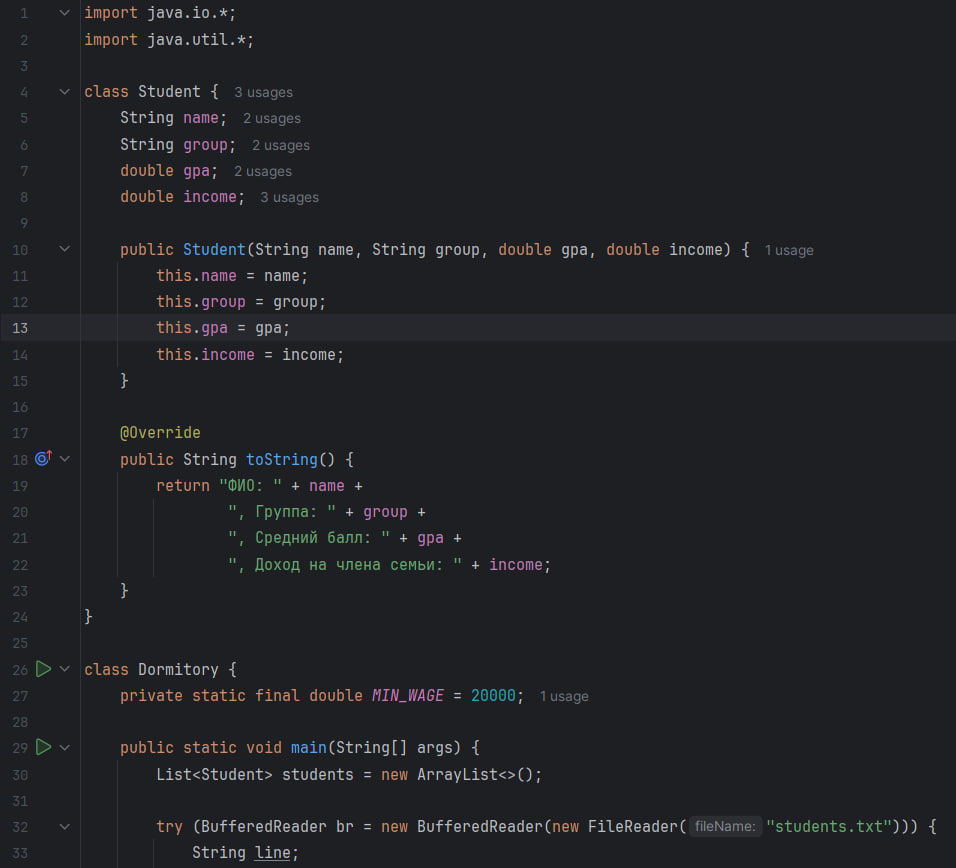 1 import java.io.*;
2 import java.util.*;
3
4 class Student { 3 usages
5 String name; 2 usages
6 String group; 2 usages
7 double gpa; 2 usages
8 double income; 3 usages
9
10 public Student(String name, String group, double gpa, double income) { 1 usage
11 this.name = name;
12 this.group = group;
13 this.gpa = gpa;
14 this.income = income;
15 }
16
17 @Override
18 public String toString() {
19 return "ФИО: " + name +
20 ", Группа: " + group +
21 ", Средний балл: " + gpa +
22 ", Доход на члена семьи: " + income;
23 }
24 }
25
26 class Dormitory {
27 private static final double MIN_WAGE = 20000; 1 usage
28
29 public static void main(String[] args) {
30 List<Student> students = new ArrayList<>();
31
32 try (BufferedReader br = new BufferedReader(new FileReader( fileName: "students.txt"))) {
33 String line;